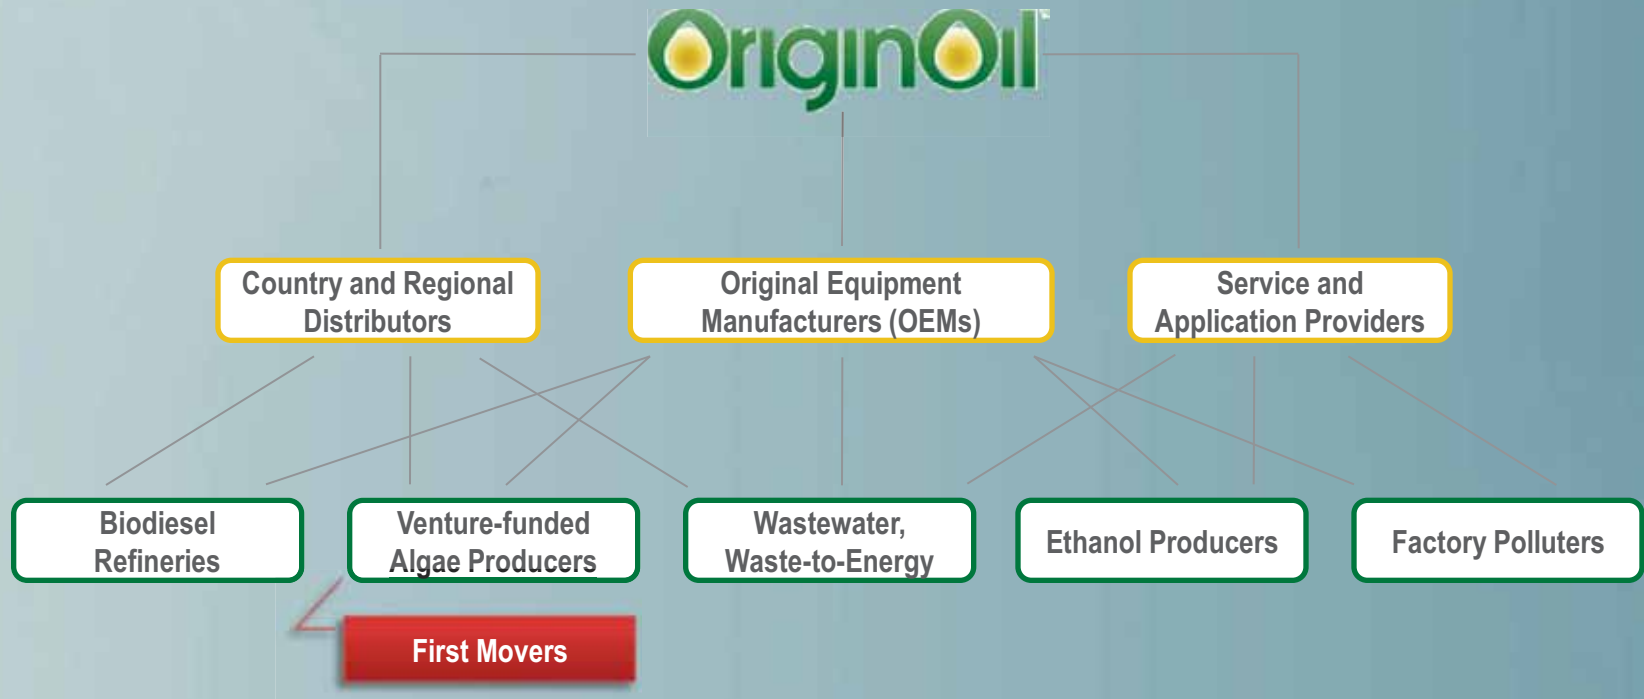 OriginOil
Country and Regional
Distributors
Original Equipment
Manufacturers (OEMs)
Service and
Application Providers
Biodiesel
Refineries
Venture-funded
Algae Producers
Wastewater,
Waste-to-Energy
Ethanol Producers
Factory Polluters
First Movers